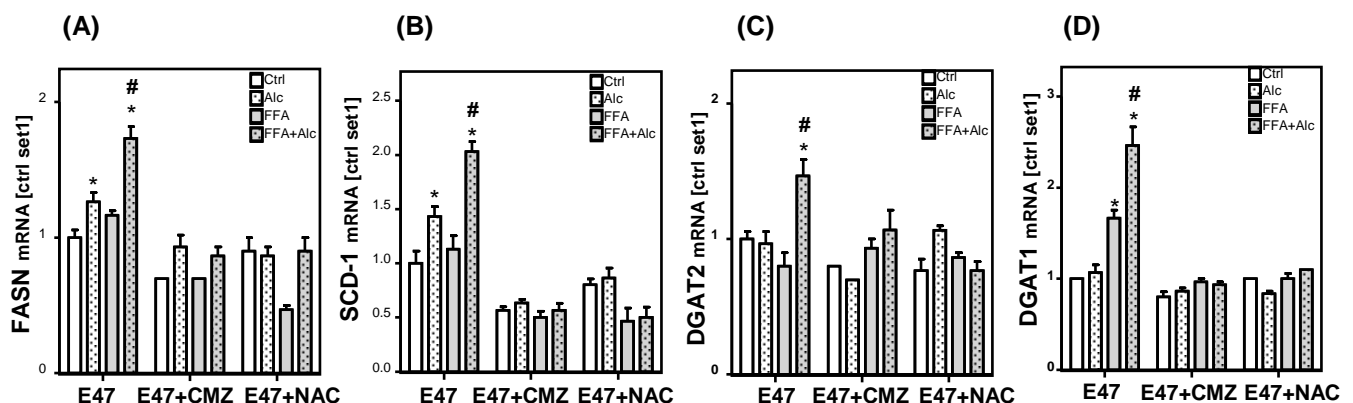 (A)
FASN mRNA [ctrl set1]
2
1
0
#
*
*
Ctrl
Alc
FFA
FFA+Alc
E47 E47+CMZ E47+NAC
(B)
SCD-1 mRNA [ctrl set1]
2.5
2.0
1.5
1.0
0.5
0.0
#
*
*
Ctrl
Alc
FFA
FFA+Alc
E47 E47+CMZ E47+NAC
(C)
DGAT2 mRNA [ctrl set1]
2
1
0
#
*
Ctrl
Alc
FFA
FFA+Alc
E47 E47+CMZ E47+NAC
(D)
DGAT1 mRNA [ctrl set1]
3
2
1
0
#
*
*
Ctrl
Alc
FFA
FFA+Alc
E47 E47+CMZ E47+NAC